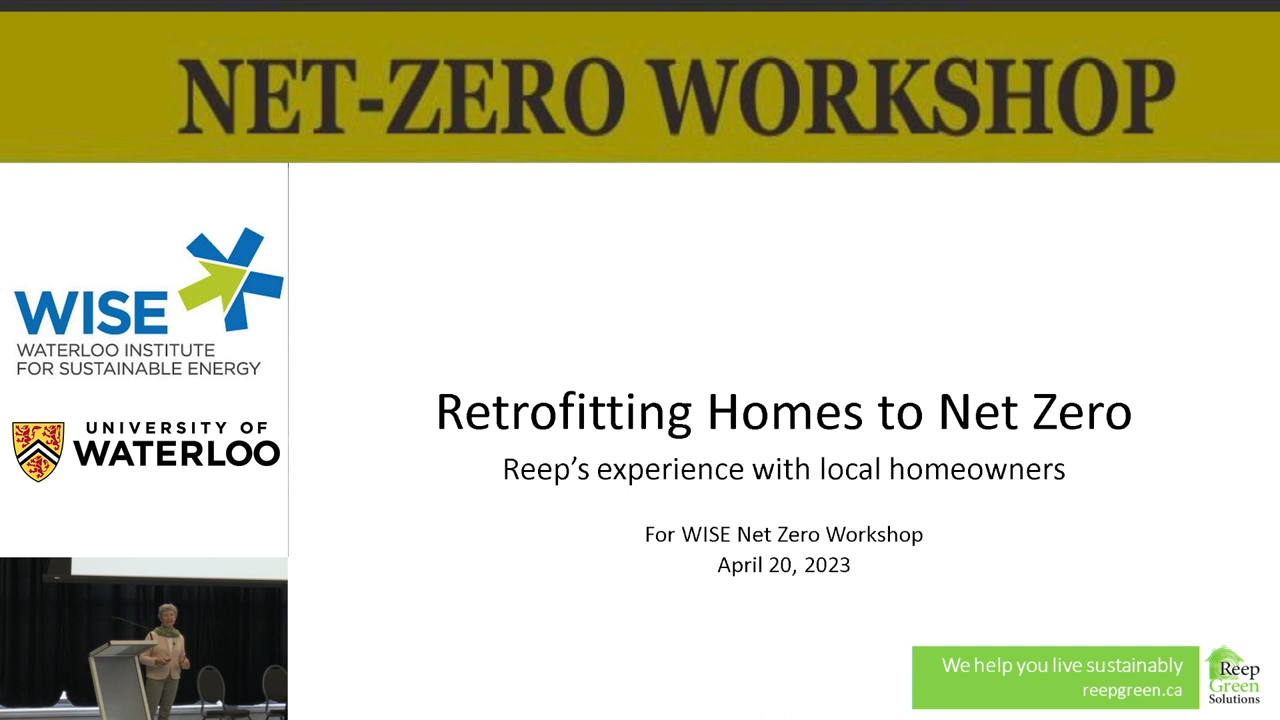 NET-ZERO WORKSHOP
WISE
WATERLOO INSTITUTE
FOR SUSTAINABLE ENERGY
UNIVERSITY OF
WATERLOO
Retrofitting Homes to Net Zero
Reep’s experience with local homeowners
For WISE Net Zero Workshop
April 20, 2023
We help you live sustainably
reepgreen.ca
Reep
Green
Solutions